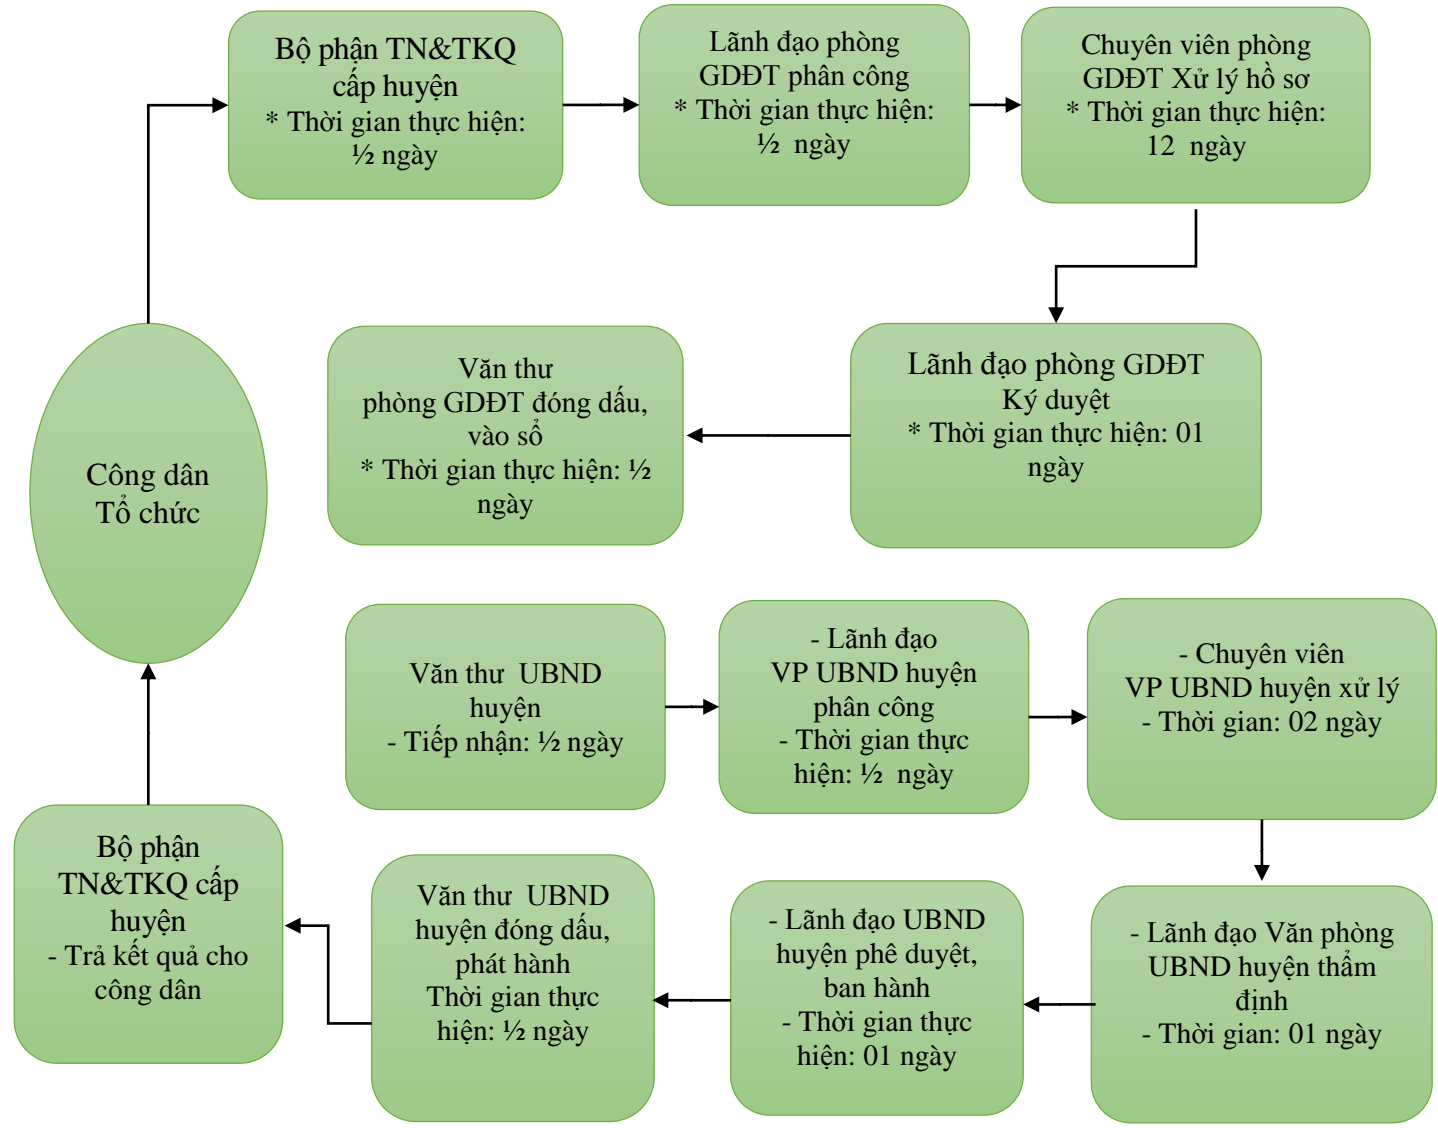 Bộ phận TN&TKQ
cấp huyện
* Thời gian thực hiện:
½ ngày
Lãnh đạo phòng
GDĐT phân công
* Thời gian thực hiện:
½ ngày
Chuyên viên phòng
GDĐT Xử lý hồ sơ
* Thời gian thực hiện:
12 ngày
Lãnh đạo phòng GDĐT
Ký duyệt
* Thời gian thực hiện: 01
ngày
Văn thư
phòng GDĐT đóng dấu,
vào sổ
* Thời gian thực hiện: ½
ngày
Công dân
Tổ chức
Văn thư UBND
huyện
- Tiếp nhận: ½ ngày
- Lãnh đạo
VP UBND huyện
phân công
- Thời gian thực
hiện: ½ ngày
- Chuyên viên
VP UBND huyện xử lý
- Thời gian: 02 ngày
- Lãnh đạo Văn phòng
UBND huyện thẩm
định
- Thời gian: 01 ngày
- Lãnh đạo UBND
huyện phê duyệt,
ban hành
- Thời gian thực
hiện: 01 ngày
Văn thư UBND
huyện đóng dấu,
phát hành
Thời gian thực
hiện: ½ ngày
Bộ phận
TN&TKQ cấp
huyện
- Trả kết quả cho
công dân